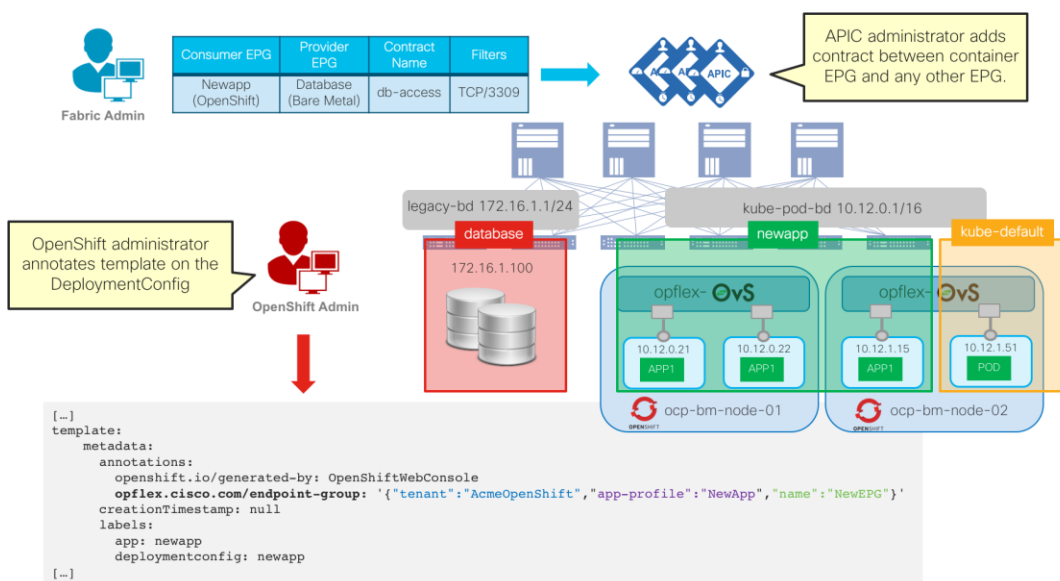 Fabric Admin
Consumer EPG
Provider
EPG
Contract
Name
Filters
Newapp
(OpenShift)
Database
(Bare Metal)
db-access
TCP/3309
APIC
APIC administrator adds
contract between container
EPG and any other EPG.
legacy-bd 172.16.1.1/24
kube-pod-bd 10.12.0.1/16
OpenShift administrator
annotates template on the
DeploymentConfig
OpenShift Admin
database
172.16.1.100
newapp
kube-default
opflex- OvS
opflex- OvS
10.12.0.21
APP1
10.12.0.22
APP1
10.12.1.15
APP1
10.12.1.51
POD
OPENSHIFT
ocp-bm-node-01
OPENSHIFT
ocp-bm-node-02
[…]
template:
    metadata:
      annotations:
        openshift.io/generated-by: OpenShiftWebConsole
        opflex.cisco.com/endpoint-group: '{"tenant":"AcmeOpenShift","app-profile":"NewApp","name":"NewEPG"}'
      creationTimestamp: null
      labels:
        app: newapp
        deploymentconfig: newapp
[…]